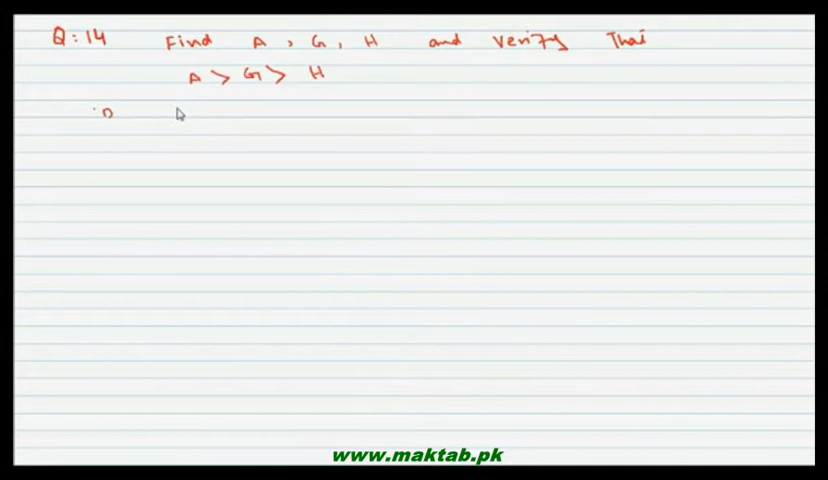 Q:14 Find A, G, H and verify that
A > G > H
i)
www.maktab.pk